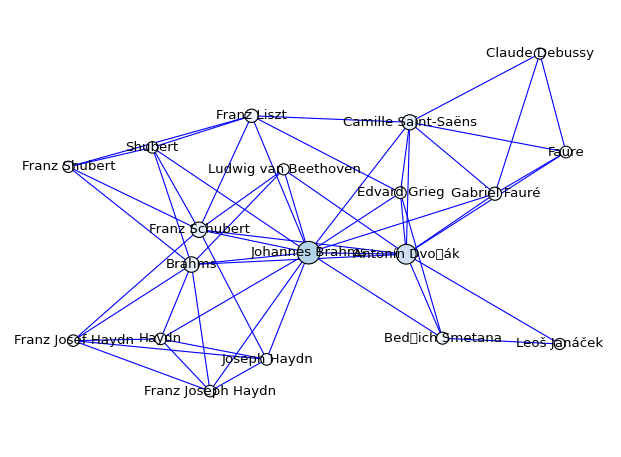 Claude Debussy
Franz Liszt
Camille Saint-Saëns
Shubert
Faure
Franz Shubert
Ludwig van Beethoven
Edvard Grieg
Gabriel Fauré
Franz Schubert
Johannes Brahms
Antonín Dvo▯ák
Brahms
Franz Josef Haydn
Haydn
Bed▯ich Smetana
Leoš Janáček
Joseph Haydn
Franz Joseph Haydn